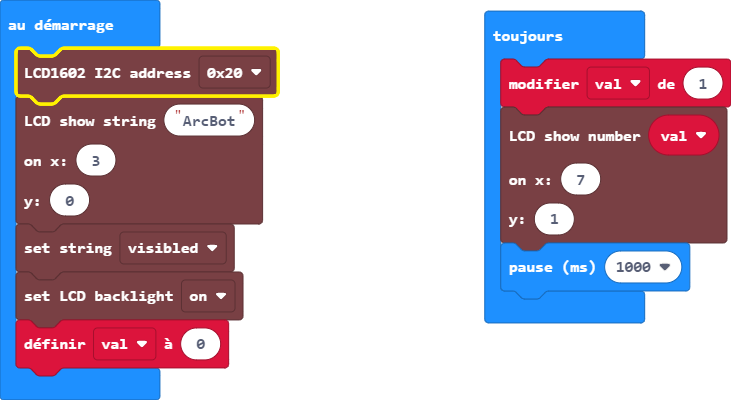 au démarrage
LCD1602 I2C address 0x20
LCD show string "ArcBot"
on x: 3
y: 0
set string visibled
set LCD backlight on
définir val à 0
toujours
modifier val de 1
LCD show number val
on x: 7
y: 1
pause (ms) 1000